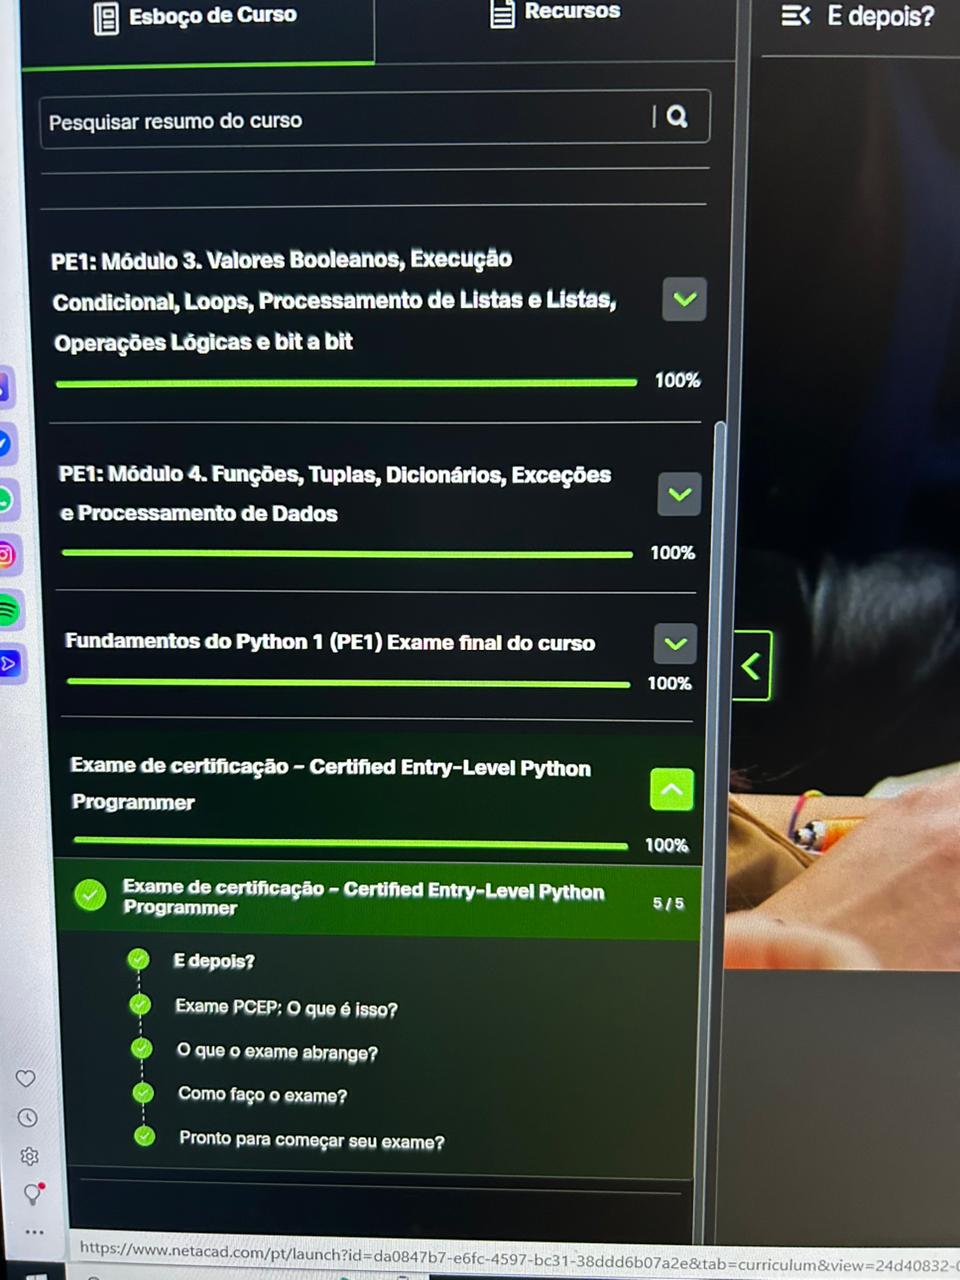 Esboço de Curso
Recursos
E depois?
Pesquisar resumo do curso
PE1: Módulo 3. Valores Booleanos, Execução
Condicional, Loops, Processamento de Listas e Listas,
Operações Lógicas e bit a bit
100%
PE1: Módulo 4. Funções, Tuplas, Dicionários, Exceções
e Processamento de Dados
100%
Fundamentos do Python 1 (PE1) Exame final do curso
100%
Exame de certificação – Certified Entry-Level Python
Programmer
100%
Exame de certificação – Certified Entry-Level Python
Programmer
5 / 5
E depois?
Exame PCEP: O que é isso?
O que o exame abrange?
Como faço o exame?
Pronto para começar seu exame?
https://www.netacad.com/pt/launch?id=da0847b7-e6fc-4597-bc31-38ddd6b07a2e&tab=curriculum&view=24d40832-